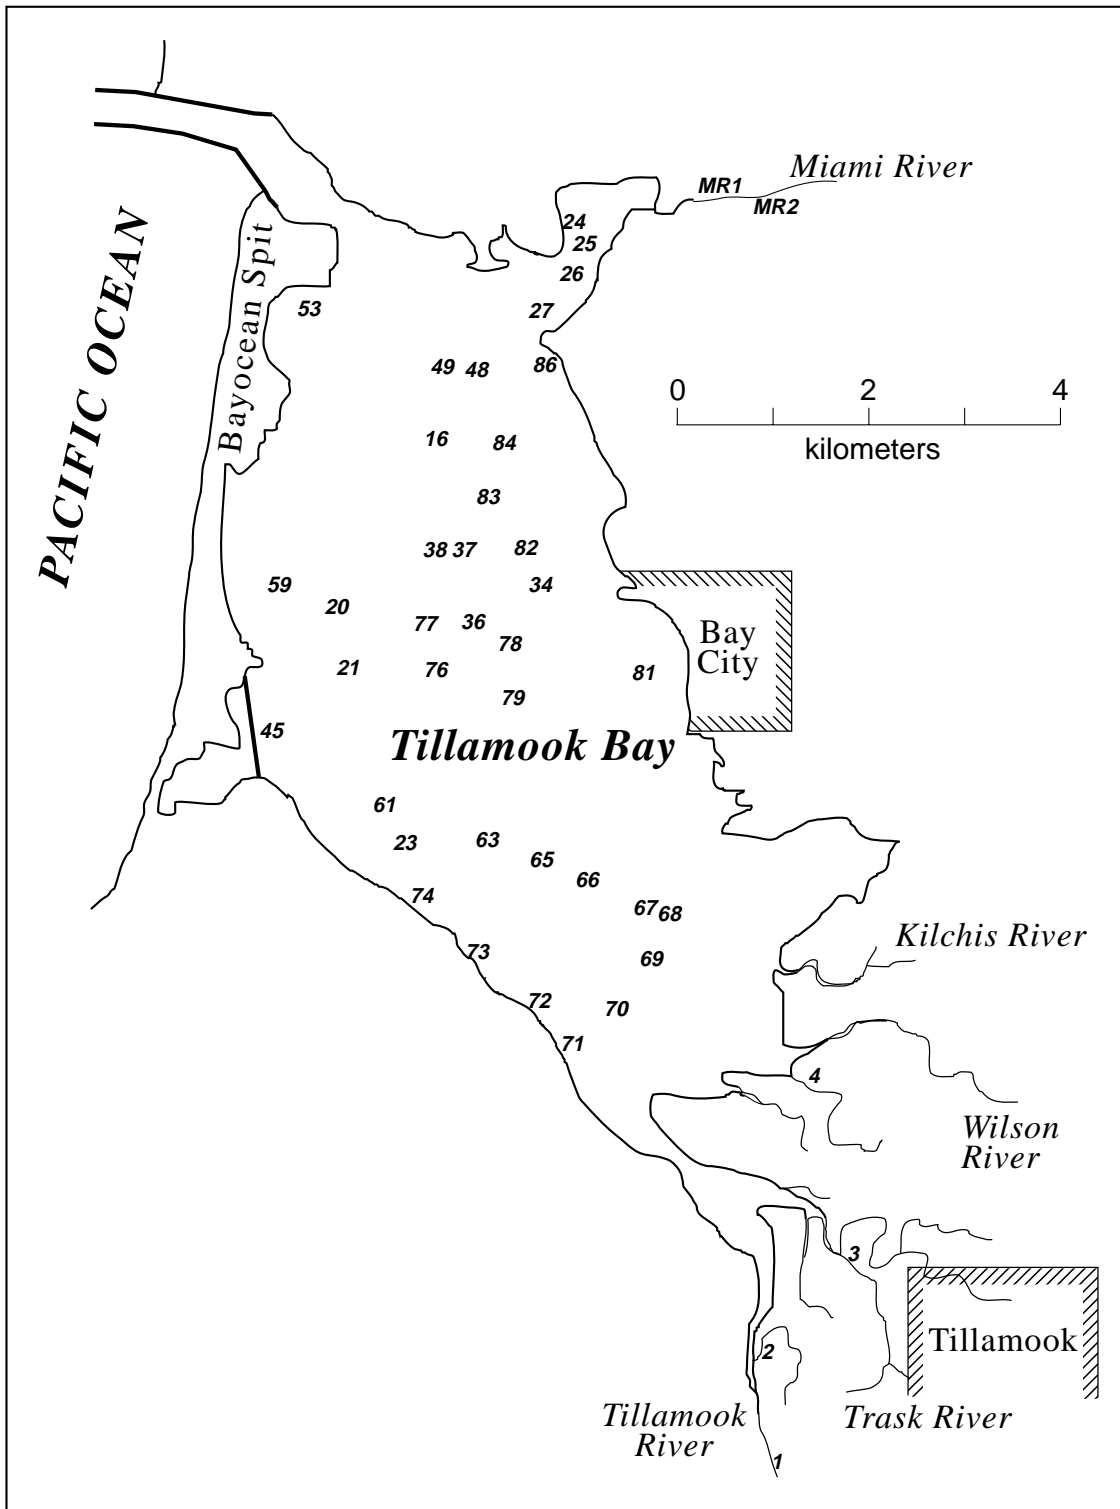 Miami River
MR1
MR2
24
25
26
27
53
PACIFIC OCEAN
Bayocean Spit
49
48
86
0
2
4
kilometers
16
84
83
38
37
82
59
20
34
77
36
78
Bay
City
21
76
81
79
45
Tillamook Bay
61
23
63
65
66
74
67
68
Kilchis River
73
69
72
70
71
4
Wilson
River
3
Tillamook
2
Tillamook
River
Trask River
1